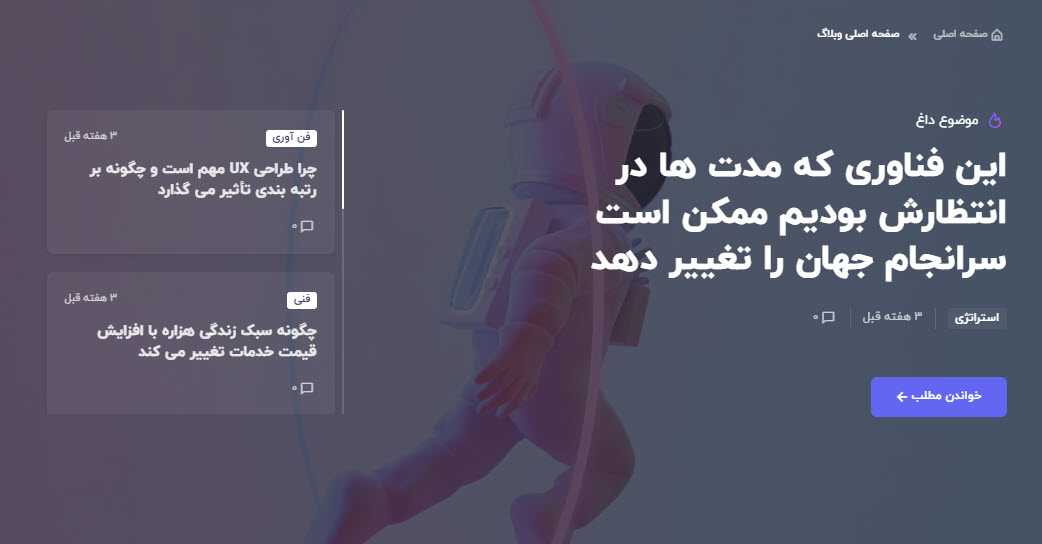 صفحه اصلی » صفحه اصلی وبلاگ
موضوع داغ
این فناوری که مدت ها در
انتظارش بودیم ممکن است
سرانجام جهان را تغییر دهد
استراتژی ۳ هفته قبل ۰
خواندن مطلب ←
فن آوری ۳ هفته قبل
چرا طراحی UX مهم است و چگونه بر
رتبه بندی تأثیر می گذارد
۰
فنی ۳ هفته قبل
چگونه سبک زندگی هزاره با افزایش
قیمت خدمات تغییر می کند
۰